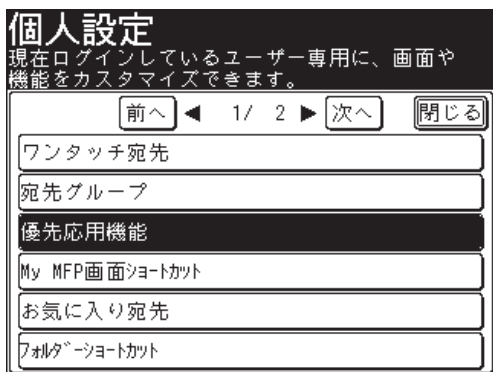 個人設定
現在ログインしているユーザー専用に、画面や
機能をカスタマイズできます。
前へ ◀ 1/ 2 ▶ 次へ 閉じる
ワンタッチ宛先
宛先グループ
優先応用機能
My MFP画面ｼｮｰﾄｶｯﾄ
お気に入り宛先
ﾌｫﾙﾀﾞｰｼｮｰﾄｶｯﾄ